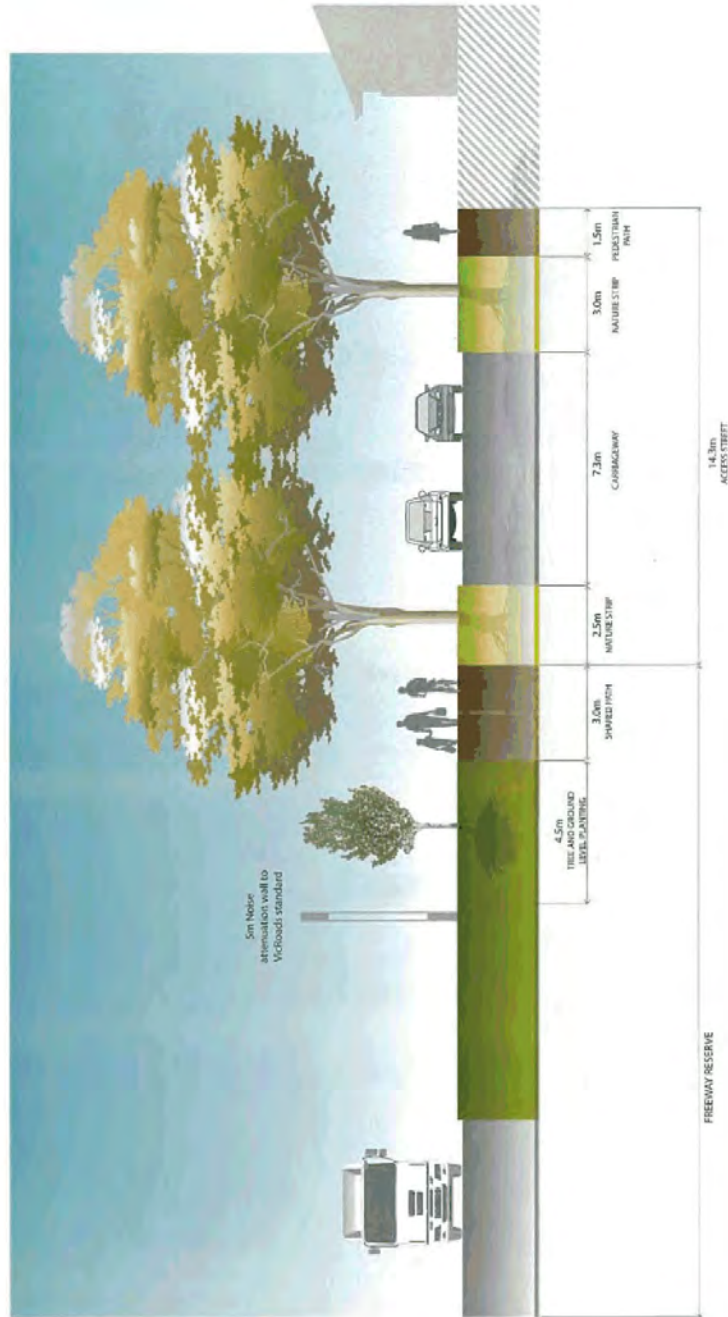 5m Noise
attenuation wall to
VicRoads standard
4.5m
TREE AND GROUND
LEVEL PLANTING
3.0m
SHARED PATH
2.5m
NATURE STRIP
7.3m
CARRIAGEWAY
3.0m
NATURE STRIP
1.5m
PEDESTRIAN
PATH
FREEWAY RESERVE
14.3m
ACCESS STREET